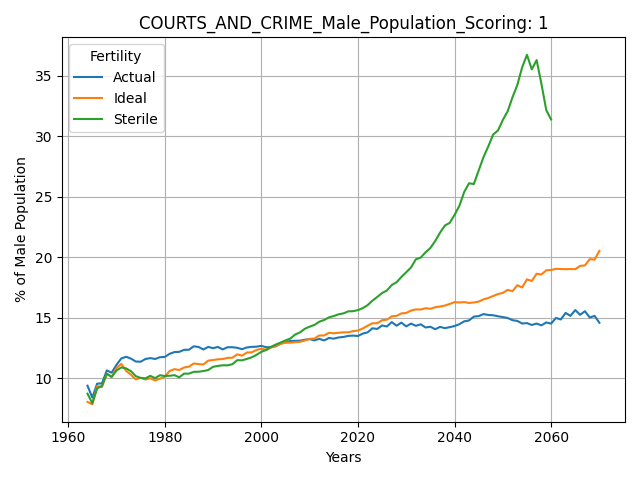 COURTS_AND_CRIME_Male_Population_Scoring: 1
Fertility
Actual
Ideal
Sterile
% of Male Population
35
30
25
20
15
10
1960
1980
2000
2020
2040
2060
Years